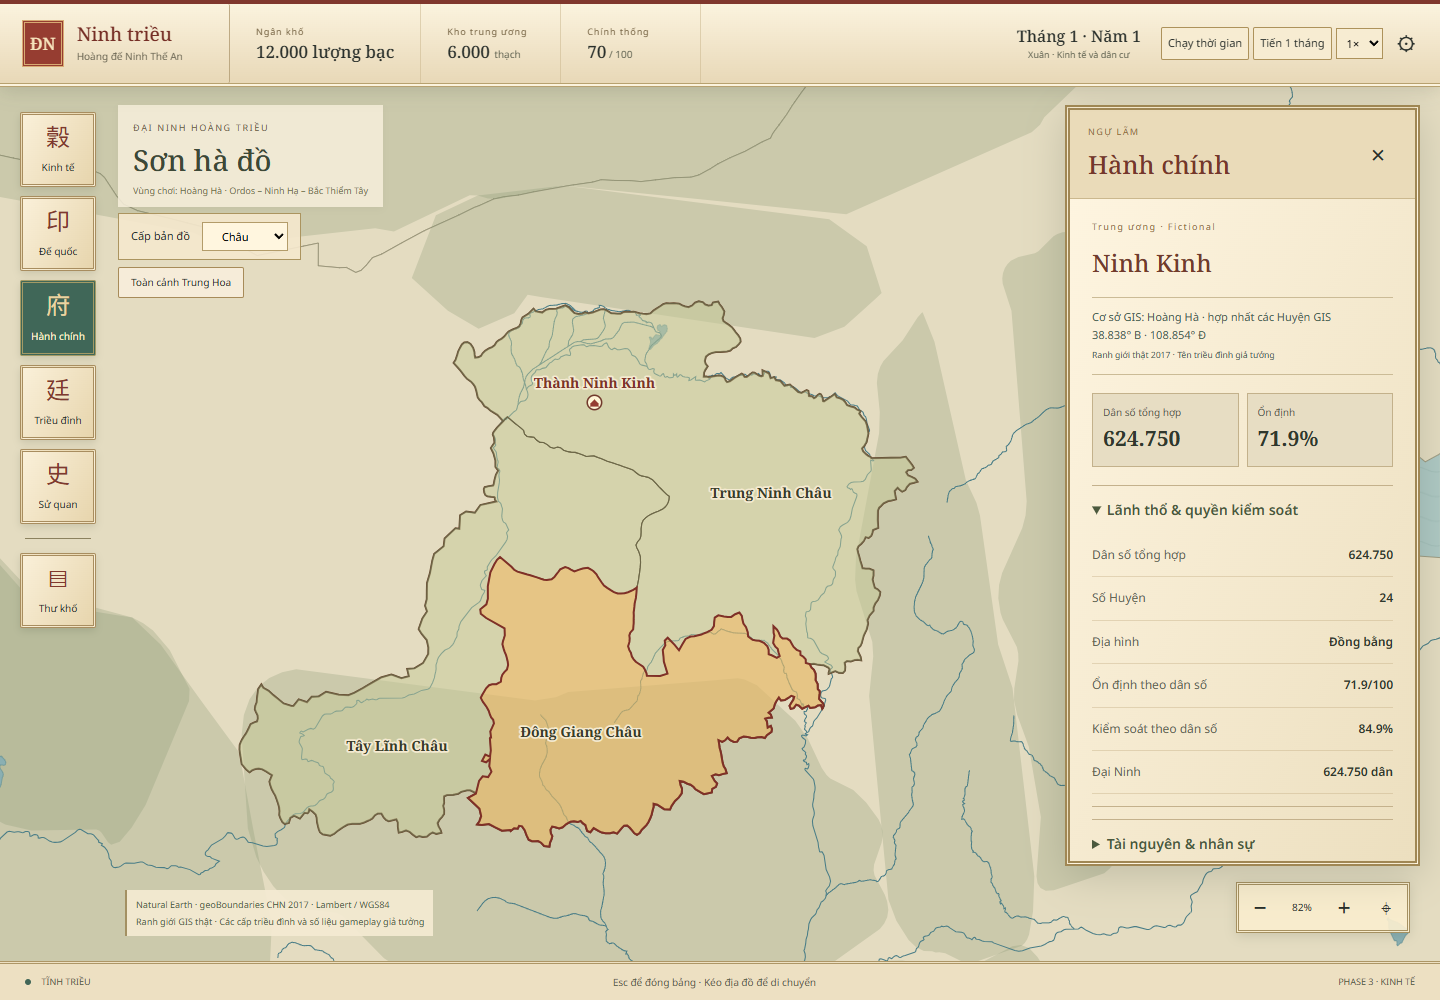 ĐN
Ninh triều
Hoàng đế Ninh Thế An
Ngân khố
12.000 lượng bạc
Kho trung ương
6.000 thạch
Chính thống
70 / 100
Tháng 1 · Năm 1
Xuân · Kinh tế và dân cư
Chạy thời gian
Tiến 1 tháng
1×
穀
Kinh tế
印
Đế quốc
府
Hành chính
廷
Triều đình
史
Sử quan
▤
Thư khố
ĐẠI NINH HOÀNG TRIỀU
Sơn hà đồ
Vùng chơi: Hoàng Hà · Ordos – Ninh Hạ – Bắc Thiểm Tây
Cấp bản đồ
Châu
Toàn cảnh Trung Hoa
Thành Ninh Kinh
Trung Ninh Châu
Đông Giang Châu
Tây Lĩnh Châu
NGỰ LÃM
Hành chính
×
Trung ương · Fictional
Ninh Kinh
Cơ sở GIS: Hoàng Hà · hợp nhất các Huyện GIS
38.838° B · 108.854° Đ
Ranh giới thật 2017 · Tên triều đình giả tưởng
Dân số tổng hợp
624.750
Ổn định
71.9%
▼ Lãnh thổ & quyền kiểm soát
Dân số tổng hợp 624.750
Số Huyện 24
Địa hình Đồng bằng
Ổn định theo dân số 71.9/100
Kiểm soát theo dân số 84.9%
Đại Ninh 624.750 dân
▶ Tài nguyên & nhân sự
Natural Earth · geoBoundaries CHN 2017 · Lambert / WGS84
Ranh giới GIS thật · Các cấp triều đình và số liệu gameplay giả tưởng
− 82% + ⌖
TĨNH TRIỀU
Esc để đóng bảng · Kéo địa đồ để di chuyển
PHASE 3 · KINH TẾ